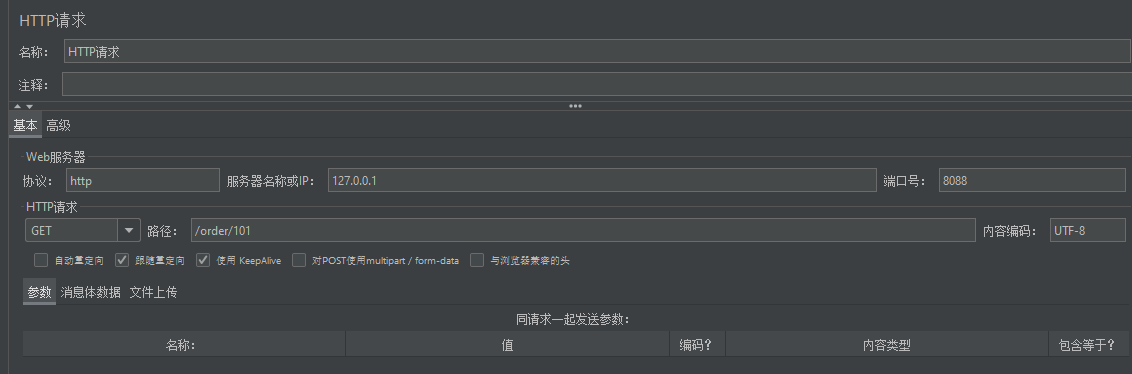 HTTP请求
名称： HTTP请求
注释：
基本 高级
Web服务器
协议： http 服务器名称或IP： 127.0.0.1 端口号： 8088
HTTP请求
GET 路径： /order/101 内容编码： UTF-8
自动重定向 跟随重定向 使用 KeepAlive 对POST使用multipart / form-data 与浏览器兼容的头
参数 消息体数据 文件上传
同请求一起发送参数：
名称： 值 编码？ 内容类型 包含等于？